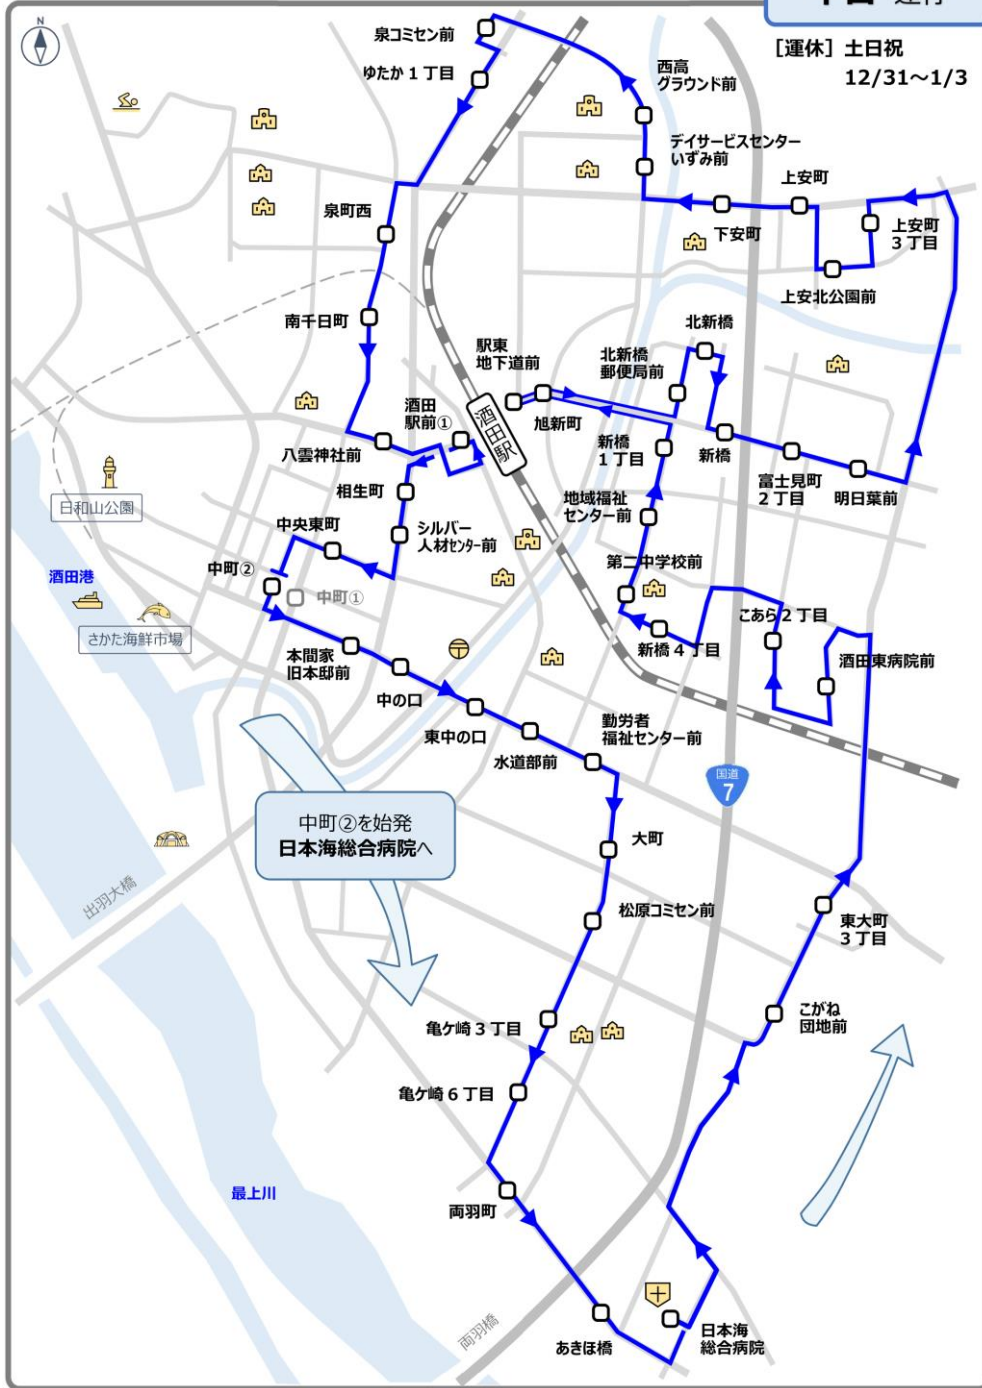 平日 運行
[運休] 土日祝
12/31～1/3
N
泉コミセン前
ゆたか１丁目
西高
グラウンド前
デイサービスセンター
いずみ前
上安町
下安町
上安町
３丁目
上安北公園前
泉町西
南千日町
駅東
地下道前
北新橋
北新橋
郵便局前
酒田
駅前①
酒田駅
旭新町
新橋
１丁目
新橋
富士見町
２丁目
明日葉前
八雲神社前
相生町
地域福祉
センター前
日和山公園
中央東町
シルバー
人材センター前
第二中学校前
酒田港
中町②
中町①
こあら２丁目
さかた海鮮市場
新橋４丁目
酒田東病院前
本間家
旧本邸前
中の口
東中の口
勤労者
福祉センター前
水道部前
国道
7
中町②を始発
日本海総合病院へ
大町
出羽大橋
松原コミセン前
東大町
３丁目
こがね
団地前
亀ケ崎３丁目
亀ケ崎６丁目
最上川
両羽町
両羽橋
あきほ橋
日本海
総合病院